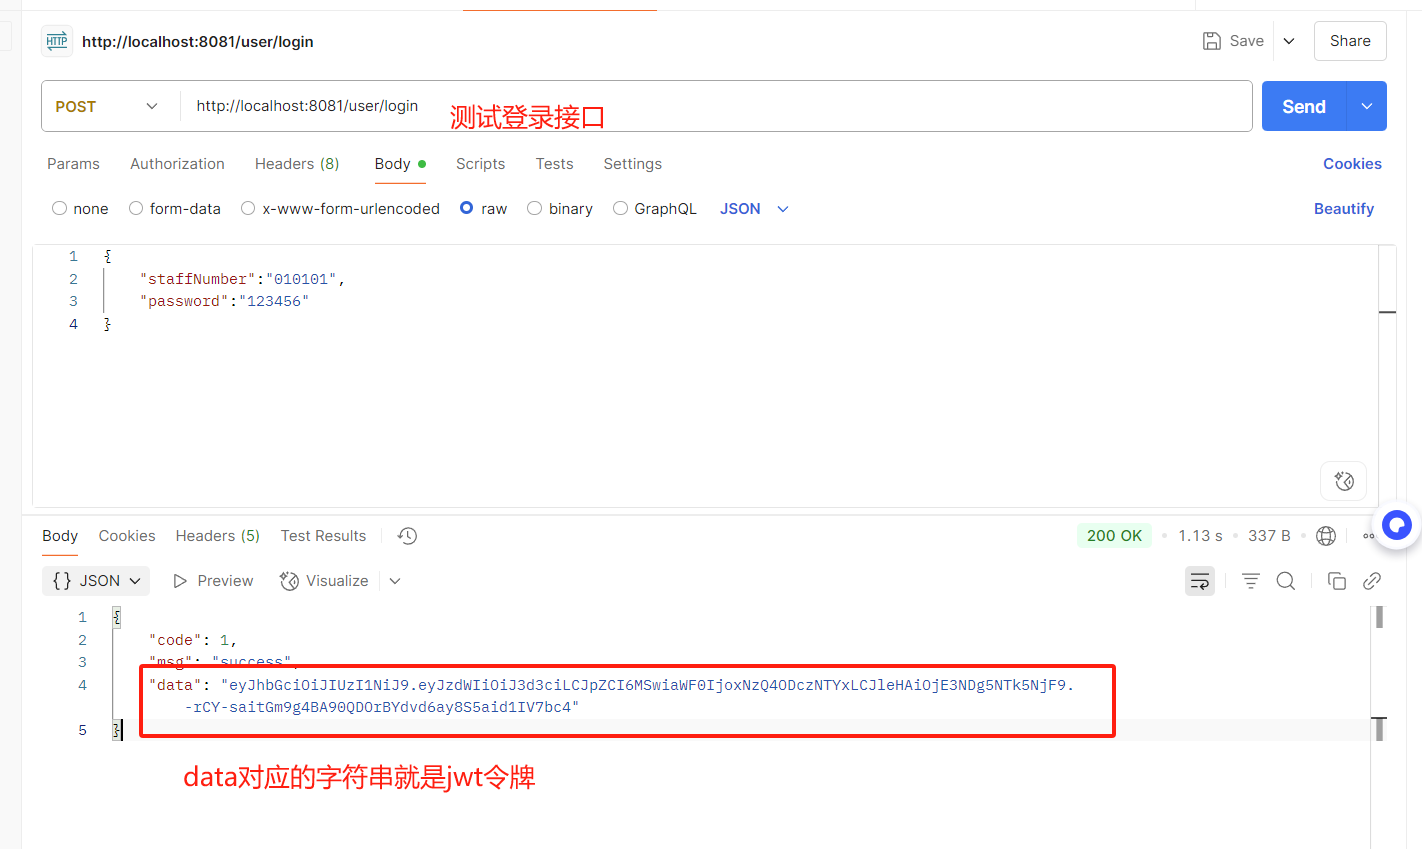 HTTP http://localhost:8081/user/login Save Share
POST http://localhost:8081/user/login 测试登录接口 Send
Params Authorization Headers (8) Body Scripts Tests Settings Cookies
none form-data x-www-form-urlencoded raw binary GraphQL JSON Beautify
1 {
2 "staffNumber":"010101",
3 "password":"123456"
4 }
Body Cookies Headers (5) Test Results 200 OK 1.13 s 337 B
{} JSON Preview Visualize
1 {
2 "code": 1,
3 "msg": "success",
4 "data": "eyJhbGciOiJIUzI1NiJ9.eyJzdWIiOiJ3d3ciLCJpZCI6MSwiaWF0IjoxNzQ4ODczNTYxLCJleHAiOjE3NDg5NTk5NjF9.
-rCY-saitGm9g4BA90QDOrBYdvd6ay8S5aid1IV7bc4"
5 }
data对应的字符串就是jwt令牌